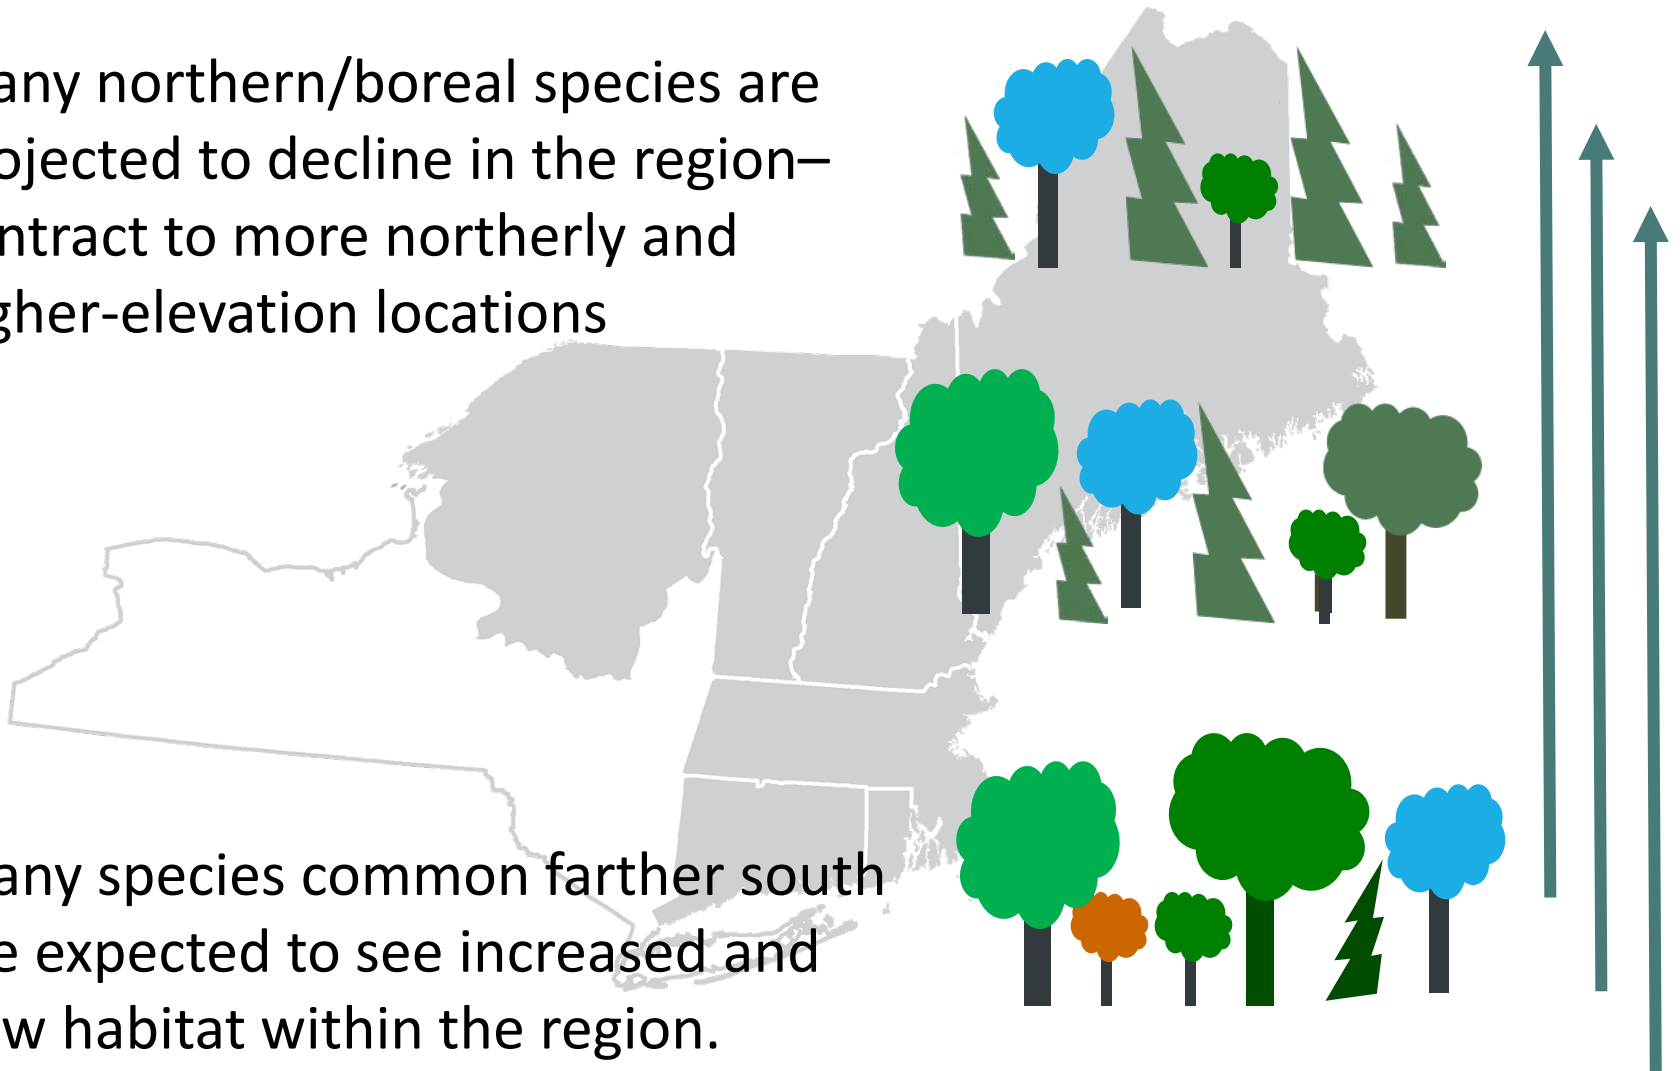 any northern/boreal species are
ojected to decline in the region–
ntract to more northerly and
gher-elevation locations
any species common farther south
e expected to see increased and
w habitat within the region.